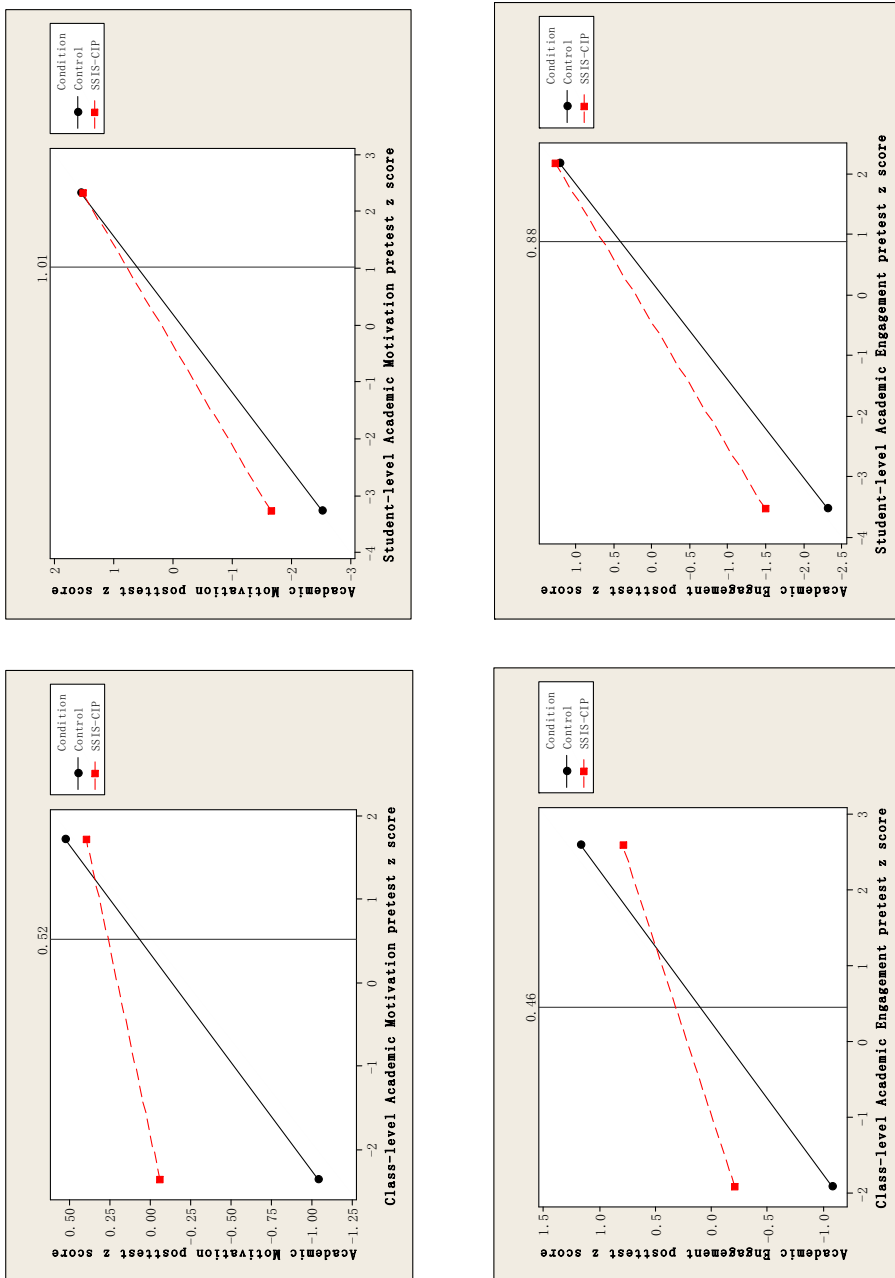 0.52
Condition
Control
SSIS-CIP
Academic Motivation posttest z score
0.50
0.25
0.00
-0.25
-0.50
-0.75
-1.00
-1.25
-2
-1
0
1
2
Class-level Academic Motivation pretest z score
1.01
Condition
Control
SSIS-CIP
Academic Motivation posttest z score
2
1
0
-1
-2
-3
-4
-3
-2
-1
0
1
2
3
Student-level Academic Motivation pretest z score
0.46
Condition
Control
SSIS-CIP
Academic Engagement posttest z score
1.5
1.0
0.5
0.0
-0.5
-1.0
-2
-1
0
1
2
3
Class-level Academic Engagement pretest z score
0.88
Condition
Control
SSIS-CIP
Academic Engagement posttest z score
1.0
0.5
0.0
-0.5
-1.0
-1.5
-2.0
-2.5
-4
-3
-2
-1
0
1
2
Student-level Academic Engagement pretest z score